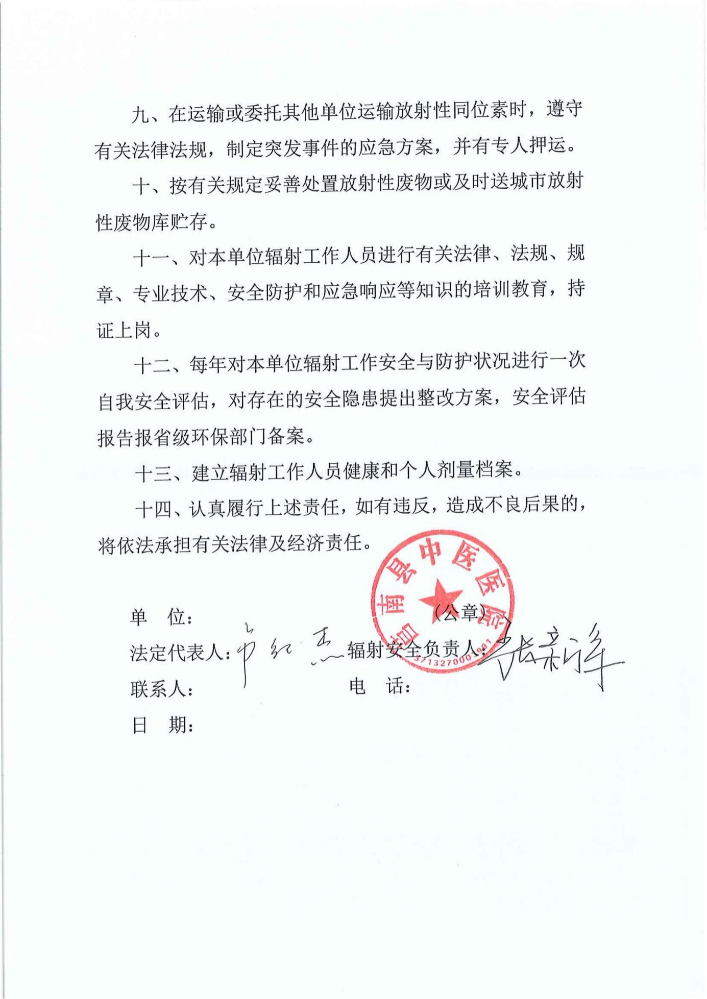 九、在运输或委托其他单位运输放射性同位素时，遵守
有关法律法规，制定突发事件的应急方案，并有专人押运。
十、按有关规定妥善处置放射性废物或及时送城市放射
性废物库贮存。
十一、对本单位辐射工作人员进行有关法律、法规、规
章、专业技术、安全防护和应急响应等知识的培训教育，持
证上岗。
十二、每年对本单位辐射工作安全与防护状况进行一次
自我安全评估，对存在的安全隐患提出整改方案，安全评估
报告报省级环保部门备案。
十三、建立辐射工作人员健康和个人剂量档案。
十四、认真履行上述责任，如有违反，造成不良后果的，
将依法承担有关法律及经济责任。
莒南县中医医院
单 位： （公章）
法定代表人： 纪杰 辐射安全负责人： 张新祥
3713270003991
联系人： 电 话：
日 期：